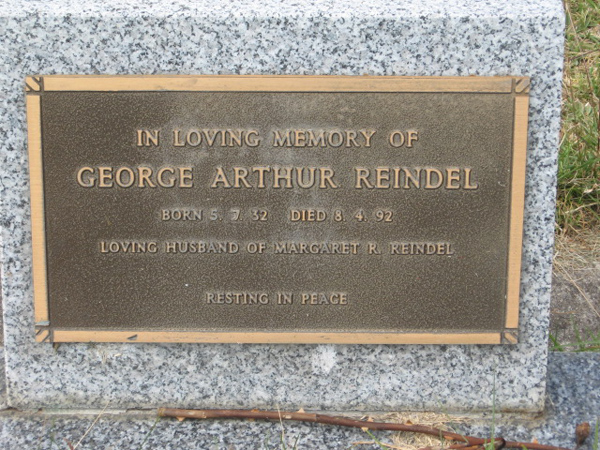 IN LOVING MEMORY OF
GEORGE ARTHUR REINDEL
BORN 5. 7. 32 DIED 8. 4. 92
LOVING HUSBAND OF MARGARET R. REINDEL
RESTING IN PEACE